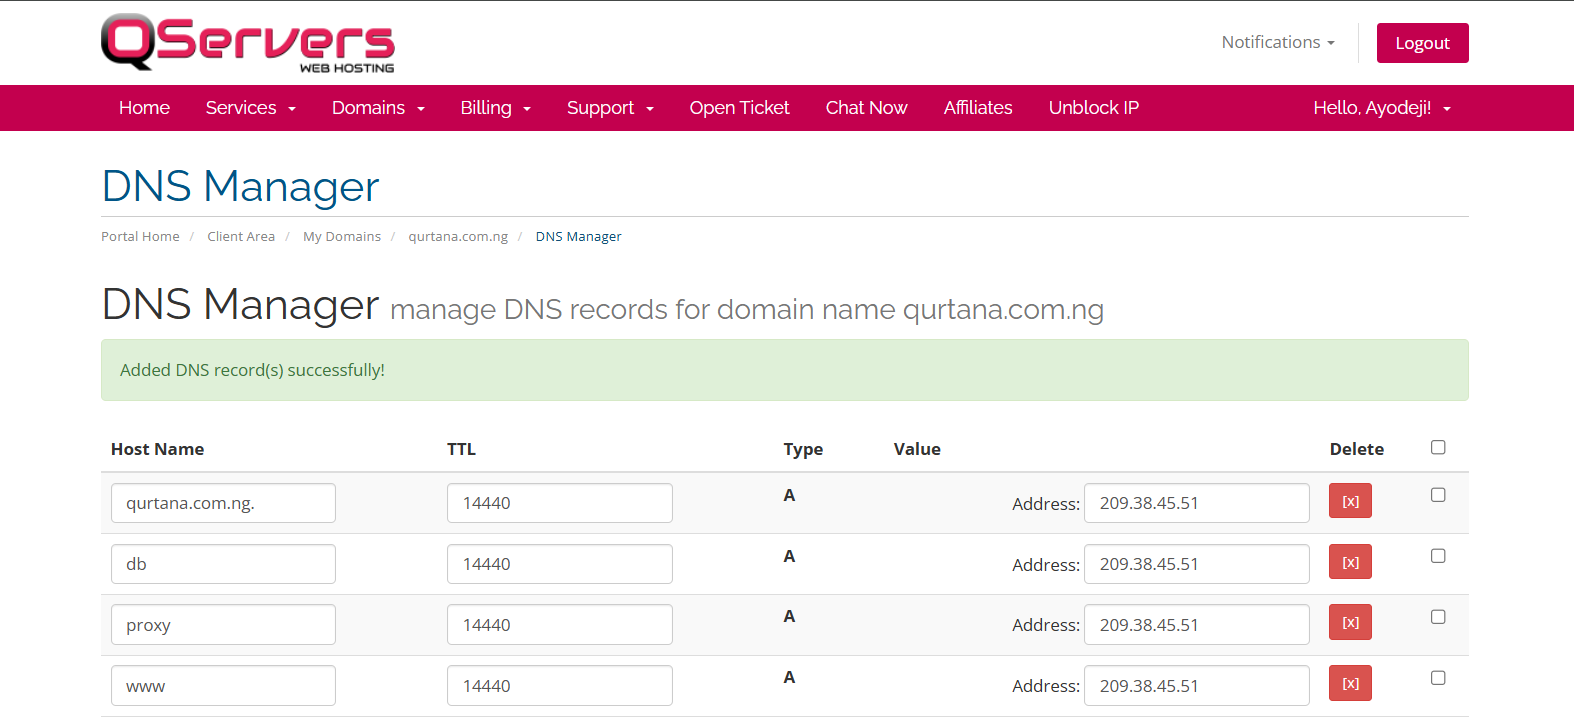 QServers
WEB HOSTING
Notifications
Logout
Home Services Domains Billing Support Open Ticket Chat Now Affiliates Unblock IP Hello, Ayodeji!
DNS Manager
Portal Home / Client Area / My Domains / qurtana.com.ng / DNS Manager
DNS Manager manage DNS records for domain name qurtana.com.ng
Added DNS record(s) successfully!
Host Name TTL Type Value Delete
qurtana.com.ng. 14440 A Address: 209.38.45.51 [x]
db 14440 A Address: 209.38.45.51 [x]
proxy 14440 A Address: 209.38.45.51 [x]
www 14440 A Address: 209.38.45.51 [x]